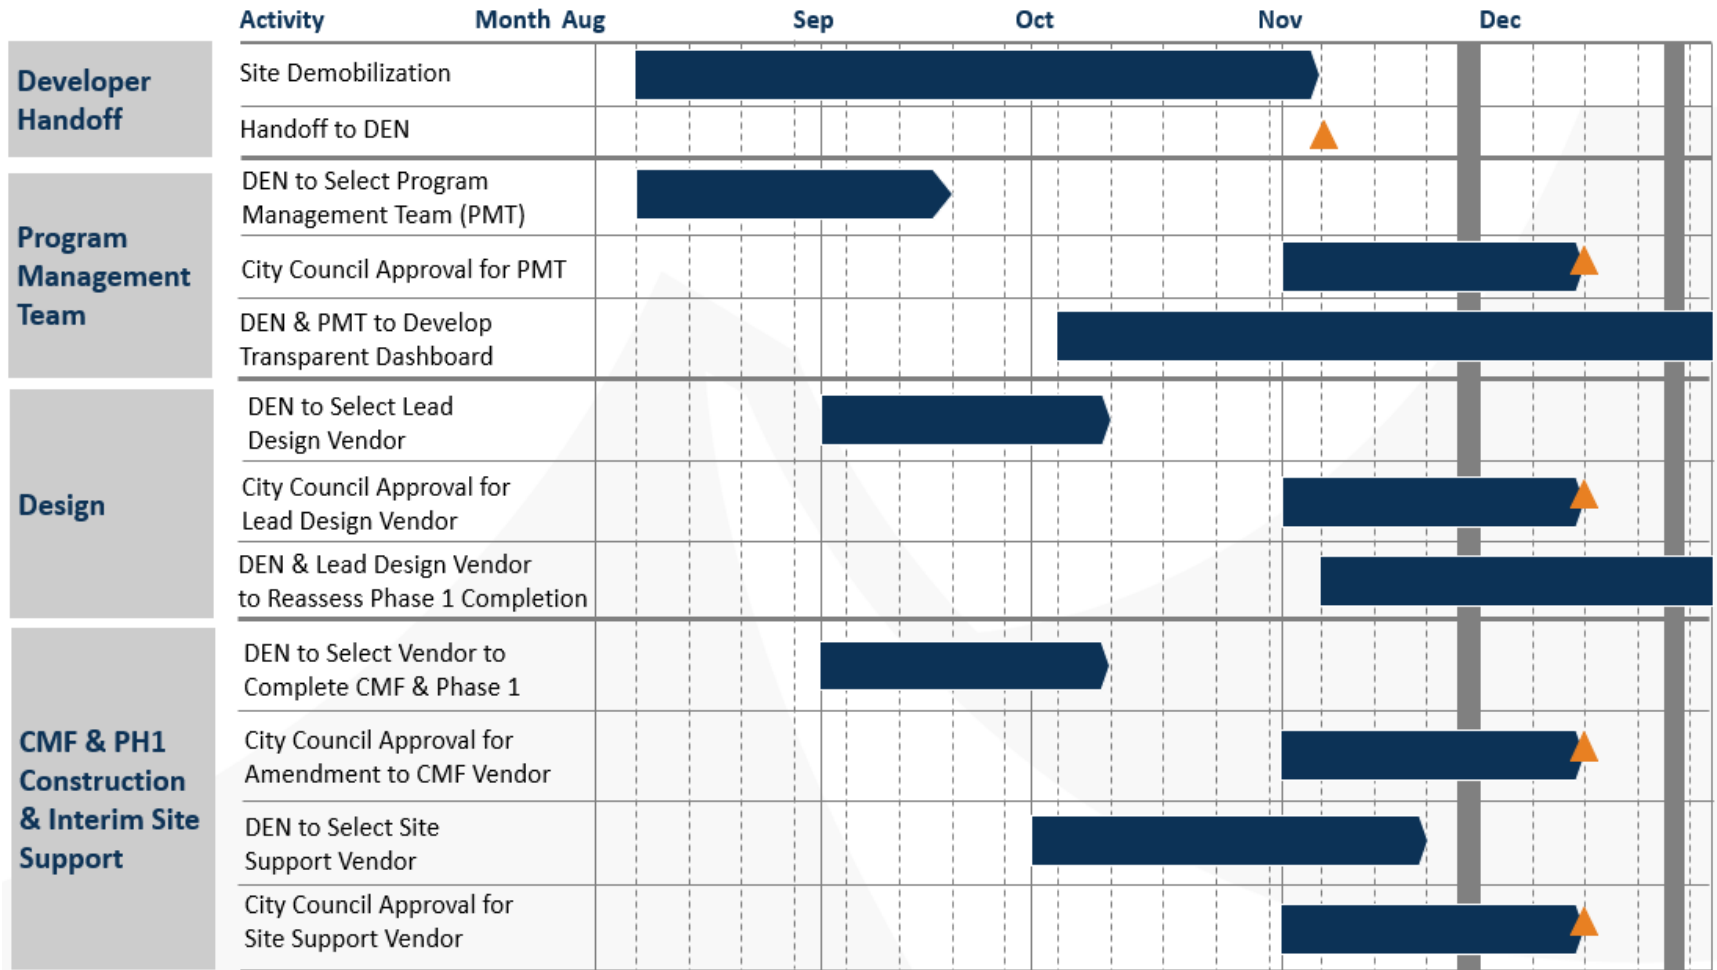 Activity Month Aug Sep Oct Nov Dec
Developer
Handoff
Site Demobilization
Handoff to DEN
Program
Management
Team
DEN to Select Program
Management Team (PMT)
City Council Approval for PMT
DEN & PMT to Develop
Transparent Dashboard
Design
DEN to Select Lead
Design Vendor
City Council Approval for
Lead Design Vendor
DEN & Lead Design Vendor
to Reassess Phase 1 Completion
CMF & PH1
Construction
& Interim Site
Support
DEN to Select Vendor to
Complete CMF & Phase 1
City Council Approval for
Amendment to CMF Vendor
DEN to Select Site
Support Vendor
City Council Approval for
Site Support Vendor